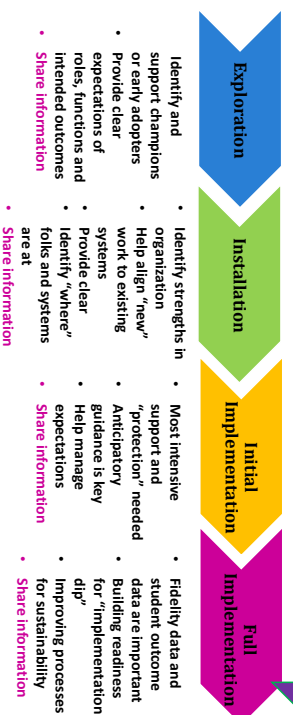 Exploration
Identify and
support champions
or early adopters
• Provide clear
expectations of
roles, functions and
intended outcomes
• Share information
Installation
• Identify strengths in
organization
• Help align “new”
work to existing
systems
• Provide clear
• Identify “where”
folks and systems
are at
• Share information
Initial
Implementation
• Most intensive
support and
“protection” needed
• Anticipatory
guidance is key
• Help manage
expectations
• Share information
Full
Implementation
• Fidelity data and
student outcome
data are important
• Building readiness
for “implementation
dip”
• Improving processes
for sustainability
• Share information